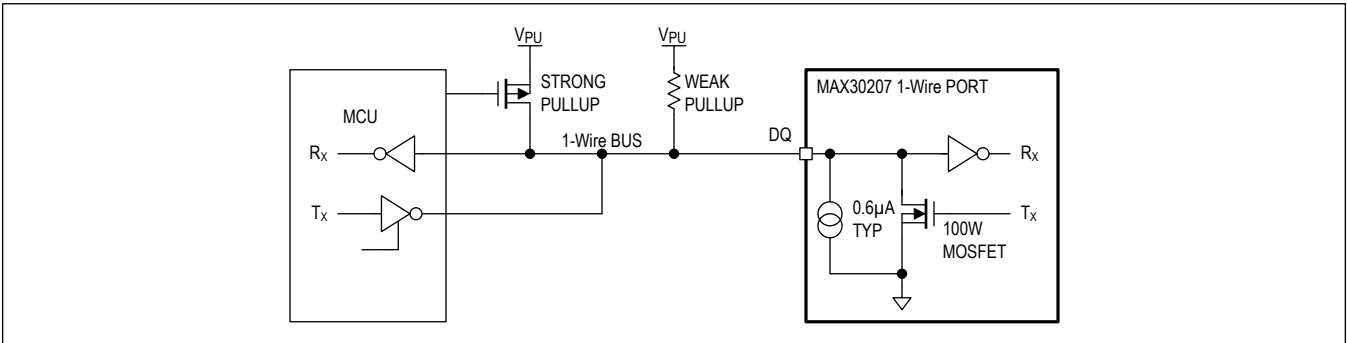 VPU
VPU
STRONG
PULLUP
WEAK
PULLUP
MAX30207 1-Wire PORT
MCU
DQ
1-Wire BUS
RX
RX
TX
0.6µA
TYP
TX
100W
MOSFET